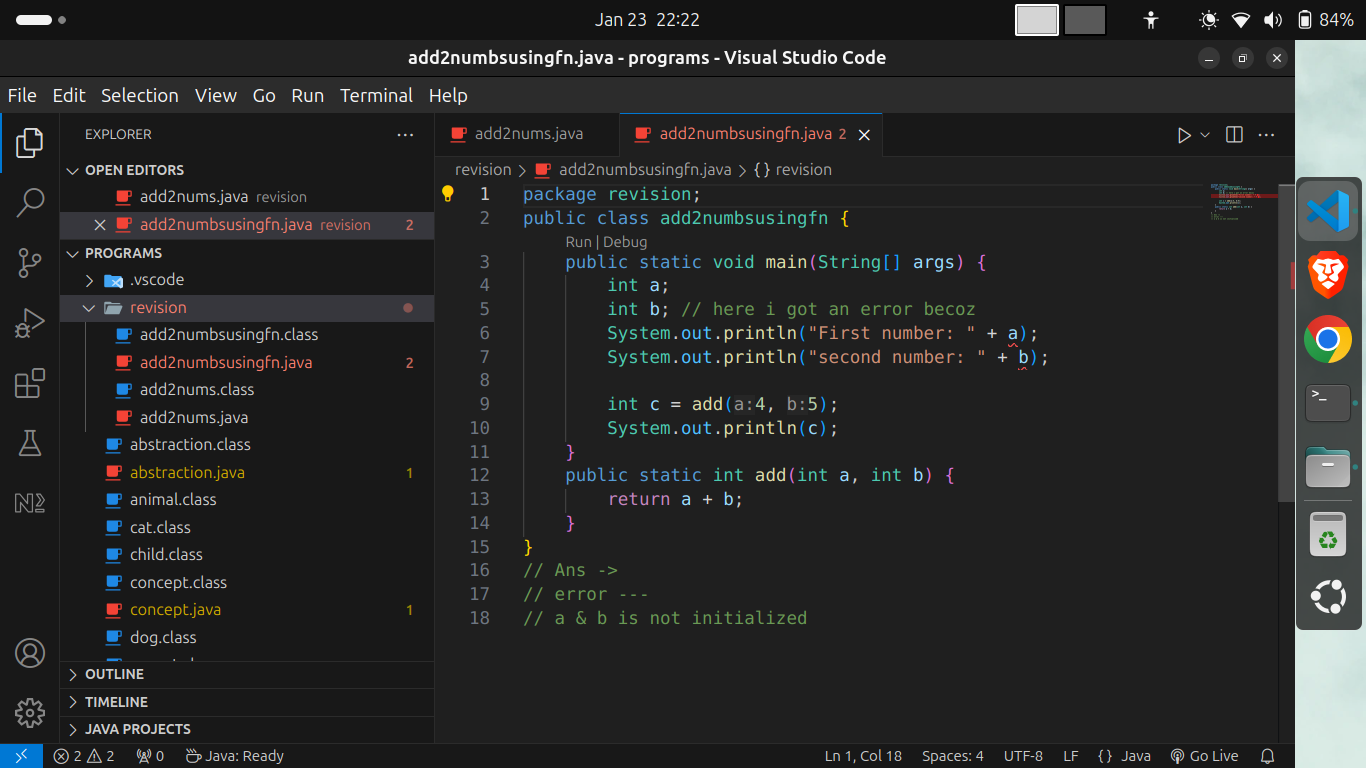 Jan 23 22:22
84%
add2numbsusingfn.java - programs - Visual Studio Code
File Edit Selection View Go Run Terminal Help
EXPLORER
OPEN EDITORS
add2nums.java revision
add2numbsusingfn.java revision 2
PROGRAMS
.vscode
revision
add2numbsusingfn.class
add2numbsusingfn.java 2
add2nums.class
add2nums.java
abstraction.class
abstraction.java 1
animal.class
cat.class
child.class
concept.class
concept.java 1
dog.class
OUTLINE
TIMELINE
JAVA PROJECTS
add2nums.java
add2numbsusingfn.java 2
revision > add2numbsusingfn.java > {} revision
1 package revision;
2 public class add2numbsusingfn {
Run | Debug
3 public static void main(String[] args) {
4 int a;
5 int b; // here i got an error becoz
6 System.out.println("First number: " + a);
7 System.out.println("second number: " + b);
8
9 int c = add(a:4, b:5);
10 System.out.println(c);
11 }
12 public static int add(int a, int b) {
13 return a + b;
14 }
15 }
16 // Ans ->
17 // error ---
18 // a & b is not initialized
2 2 0 Java: Ready
Ln 1, Col 18 Spaces: 4 UTF-8 LF {} Java Go Live